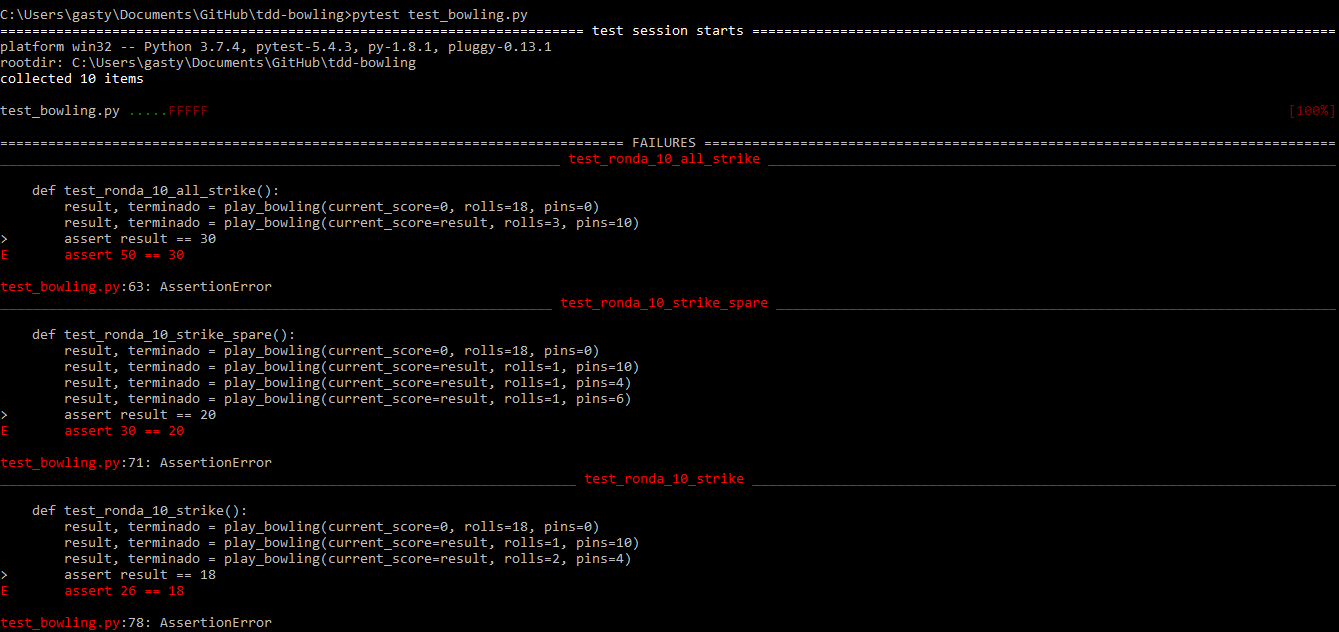 C:\Users\gasty\Documents\GitHub\tdd-bowling>pytest test_bowling.py
========================================================================= test session starts =========================================================================
platform win32 -- Python 3.7.4, pytest-5.4.3, py-1.8.1, pluggy-0.13.1
rootdir: C:\Users\gasty\Documents\GitHub\tdd-bowling
collected 10 items

test_bowling.py .....FFFFF                                                                                                                                       [100%]

============================================================================== FAILURES ===============================================================================
______________________________________________________________________ test_ronda_10_all_strike _______________________________________________________________________

    def test_ronda_10_all_strike():
        result, terminado = play_bowling(current_score=0, rolls=18, pins=0)
        result, terminado = play_bowling(current_score=result, rolls=3, pins=10)
>       assert result == 30
E       assert 50 == 30

test_bowling.py:63: AssertionError
_____________________________________________________________________ test_ronda_10_strike_spare ______________________________________________________________________

    def test_ronda_10_strike_spare():
        result, terminado = play_bowling(current_score=0, rolls=18, pins=0)
        result, terminado = play_bowling(current_score=result, rolls=1, pins=10)
        result, terminado = play_bowling(current_score=result, rolls=1, pins=4)
        result, terminado = play_bowling(current_score=result, rolls=1, pins=6)
>       assert result == 20
E       assert 30 == 20

test_bowling.py:71: AssertionError
________________________________________________________________________ test_ronda_10_strike _________________________________________________________________________

    def test_ronda_10_strike():
        result, terminado = play_bowling(current_score=0, rolls=18, pins=0)
        result, terminado = play_bowling(current_score=result, rolls=1, pins=10)
        result, terminado = play_bowling(current_score=result, rolls=2, pins=4)
>       assert result == 18
E       assert 26 == 18

test_bowling.py:78: AssertionError